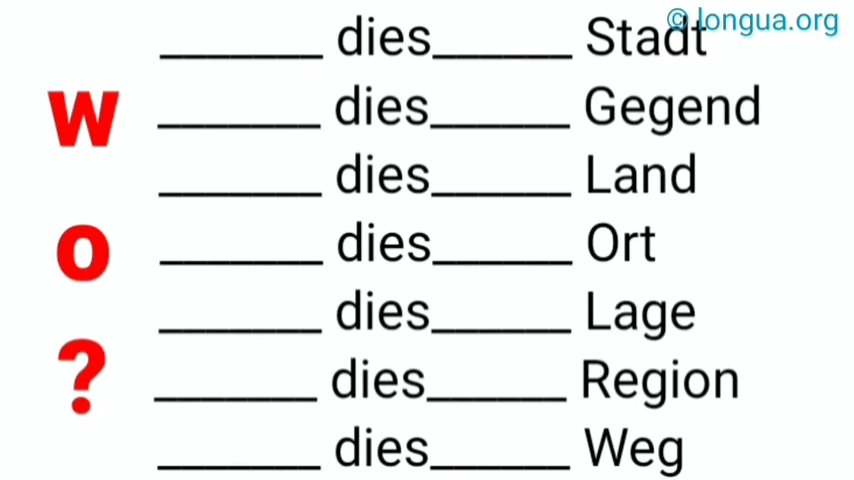 © longua.org
_______ dies______ Stadt
_______ dies______ Gegend
_______ dies______ Land
_______ dies______ Ort
_______ dies______ Lage
_______ dies______ Region
_______ dies______ Weg
w
o
?